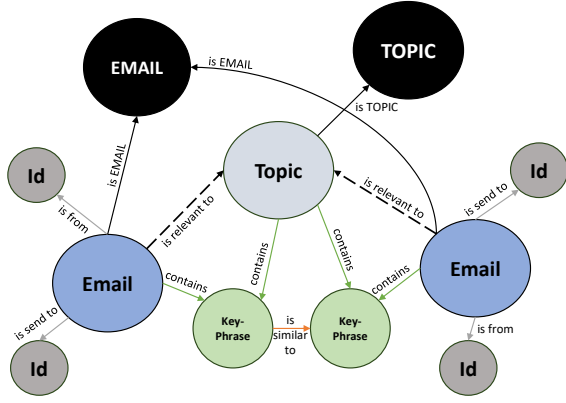 TOPIC
EMAIL
is EMAIL
is TOPIC
is EMAIL
Id
Topic
Id
is from
is relevant to
is relevant to
is send to
Email
Email
contains
contains
contains
contains
is send to
Key-
Phrase
is
similar
to
Key-
Phrase
is from
Id
Id